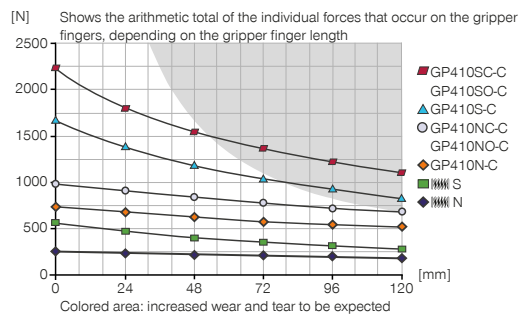 [N]
Shows the arithmetic total of the individual forces that occur on the gripper
fingers, depending on the gripper finger length
2500
2000
1500
1000
500
0
0 24 48 72 96 120
[mm]
GP410SC-C
GP410SO-C
GP410S-C
GP410NC-C
GP410NO-C
GP410N-C
S
N
Colored area: increased wear and tear to be expected